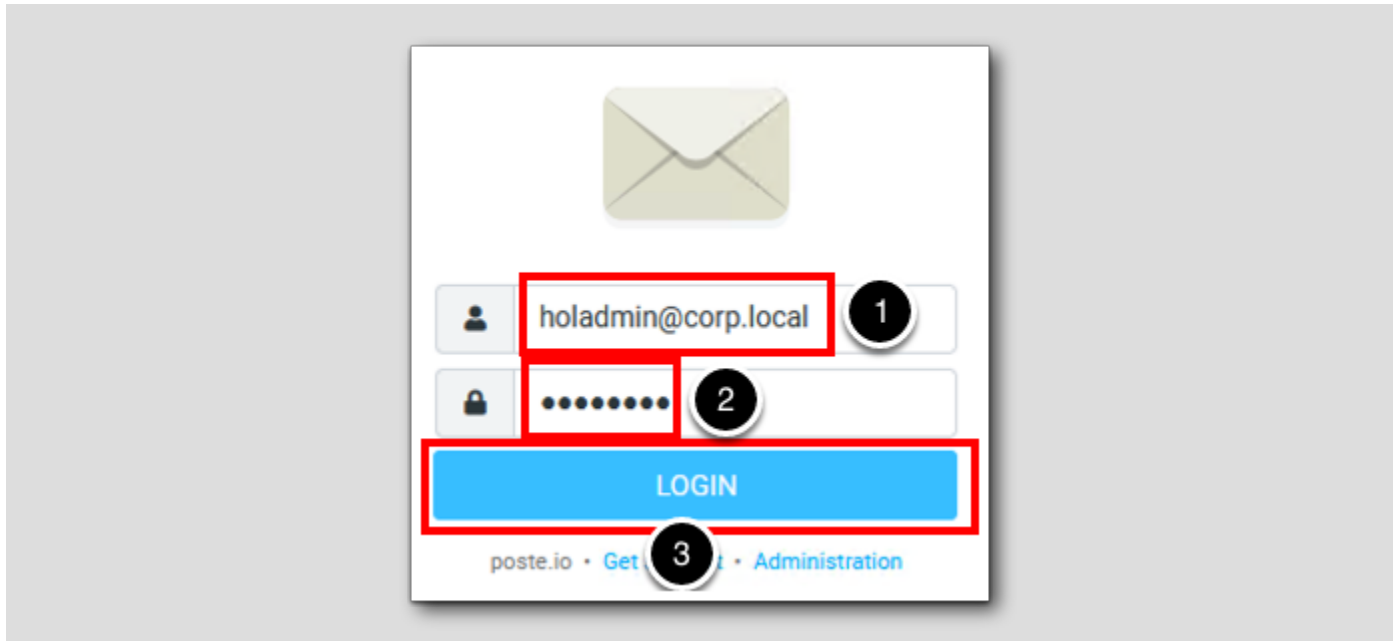 holadmin@corp.local 1
•••••••• 2
LOGIN
poste.io • Get 3 t • Administration